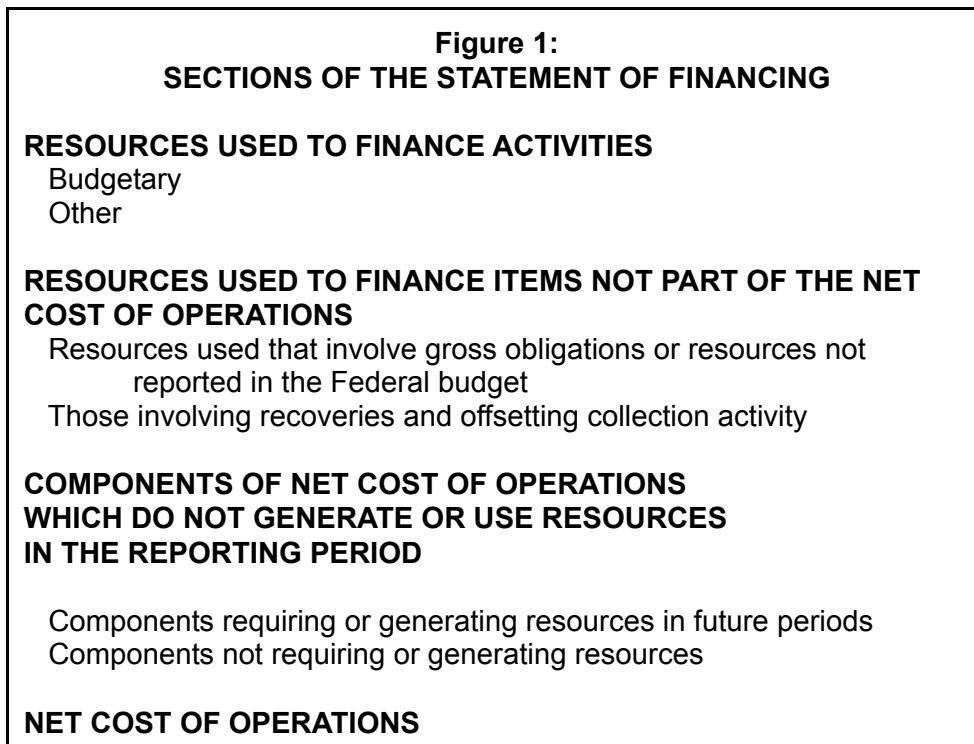 Figure 1:
SECTIONS OF THE STATEMENT OF FINANCING
RESOURCES USED TO FINANCE ACTIVITIES
Budgetary
Other
RESOURCES USED TO FINANCE ITEMS NOT PART OF THE NET
COST OF OPERATIONS
Resources used that involve gross obligations or resources not
reported in the Federal budget
Those involving recoveries and offsetting collection activity
COMPONENTS OF NET COST OF OPERATIONS
WHICH DO NOT GENERATE OR USE RESOURCES
IN THE REPORTING PERIOD
Components requiring or generating resources in future periods
Components not requiring or generating resources
NET COST OF OPERATIONS